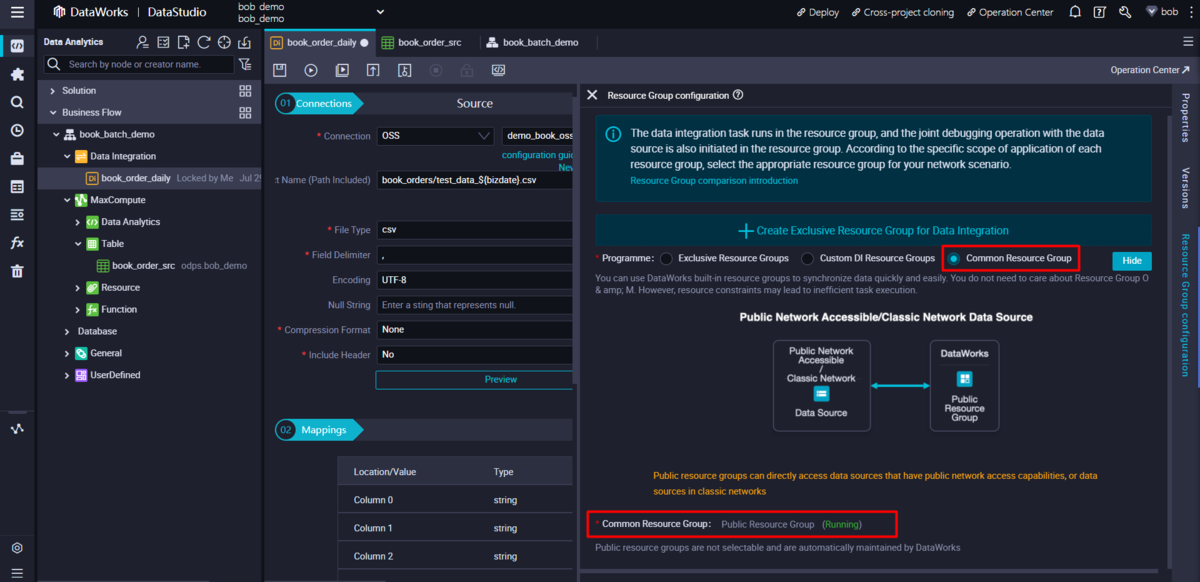 DataWorks | DataStudio
bob_demo
bob_demo
Deploy
Cross-project cloning
Operation Center
bob
Data Analytics
Search by node or creator name.
Solution
Business Flow
book_batch_demo
Data Integration
Di book_order_daily Locked by Me Jul 29
MaxCompute
Data Analytics
Table
book_order_src odps.bob_demo
Resource
Function
Database
General
UserDefined
Di book_order_daily
book_order_src
book_batch_demo
Operation Center
01 Connections
Source
* Connection OSS demo_book_oss
configuration guid
New
ct Name (Path Included) book_orders/test_data_${bizdate}.csv
* File Type csv
* Field Delimiter ,
Encoding UTF-8
Null String Enter a sting that represents null.
* Compression Format None
* Include Header No
Preview
02 Mappings
Location/Value Type
Column 0 string
Column 1 string
Column 2 string
Resource Group configuration
The data integration task runs in the resource group, and the joint debugging operation with the data
source is also initiated in the resource group. According to the specific scope of application of each
resource group, select the appropriate resource group for your network scenario.
Resource Group comparison introduction
Create Exclusive Resource Group for Data Integration
* Programme: Exclusive Resource Groups Custom DI Resource Groups Common Resource Group Hide
You can use DataWorks built-in resource groups to synchronize data quickly and easily. You do not need to care about Resource Group O
& amp; M. However, resource constraints may lead to inefficient task execution.
Public Network Accessible/Classic Network Data Source
Public Network
Accessible
/
Classic Network
Data Source
DataWorks
Public
Resource
Group
Public resource groups can directly access data sources that have public network access capabilities, or data
sources in classic networks
* Common Resource Group: Public Resource Group (Running)
Public resource groups are not selectable and are automatically maintained by DataWorks
Properties
Versions
Resource Group configuration